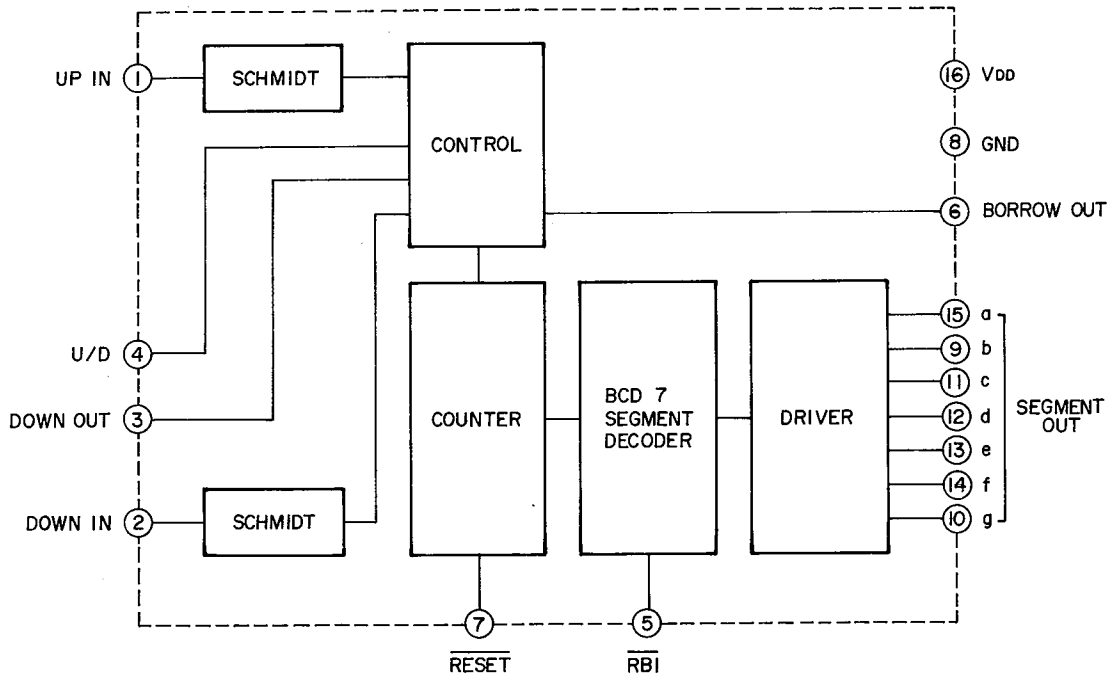 UP IN 1
SCHMIDT
CONTROL
16 VDD
8 GND
6 BORROW OUT
U/D 4
DOWN OUT 3
DOWN IN 2
SCHMIDT
COUNTER
BCD 7
SEGMENT
DECODER
DRIVER
15 a
9 b
11 c
12 d
13 e
14 f
10 g
SEGMENT
OUT
7
RESET
5
RBI